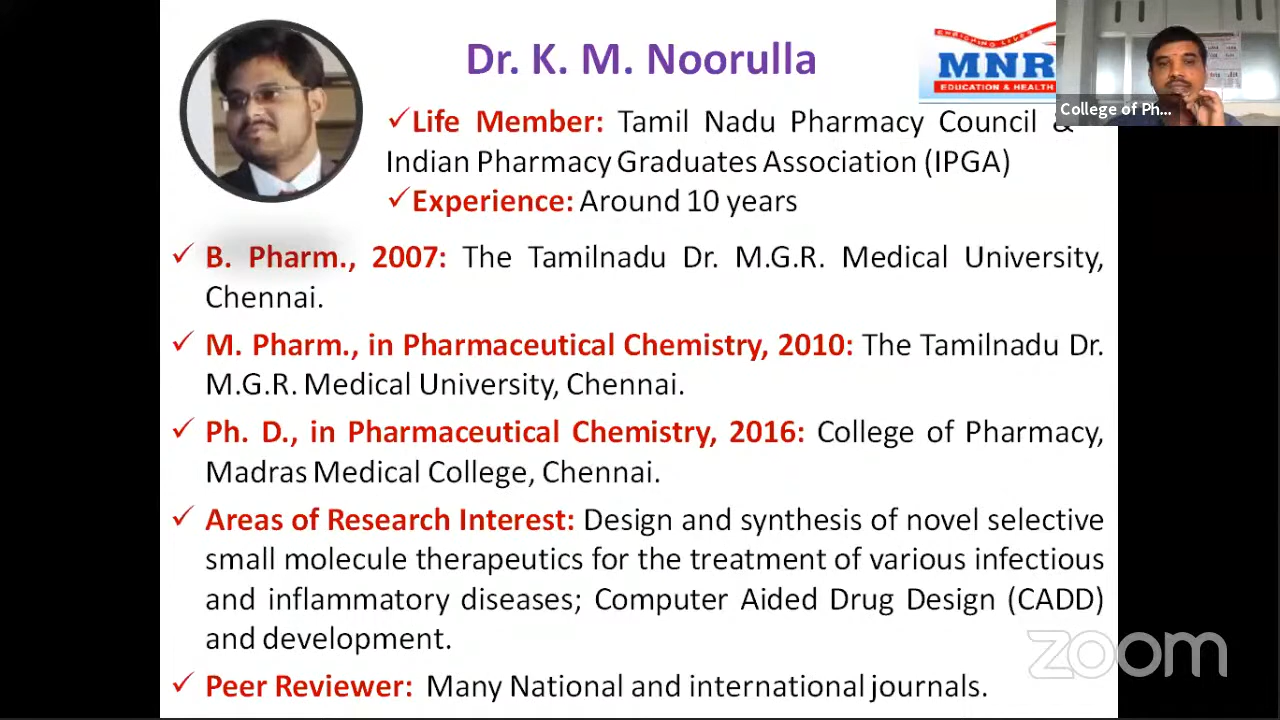 Dr. K. M. Noorulla
ENRICHING LIVES
MNR
EDUCATION & HEALTH
College of Ph...
✓Life Member: Tamil Nadu Pharmacy Council &
Indian Pharmacy Graduates Association (IPGA)
✓Experience: Around 10 years
✓ B. Pharm., 2007: The Tamilnadu Dr. M.G.R. Medical University,
Chennai.
✓ M. Pharm., in Pharmaceutical Chemistry, 2010: The Tamilnadu Dr.
M.G.R. Medical University, Chennai.
✓ Ph. D., in Pharmaceutical Chemistry, 2016: College of Pharmacy,
Madras Medical College, Chennai.
✓ Areas of Research Interest: Design and synthesis of novel selective
small molecule therapeutics for the treatment of various infectious
and inflammatory diseases; Computer Aided Drug Design (CADD)
and development.
✓ Peer Reviewer: Many National and international journals.
zoom